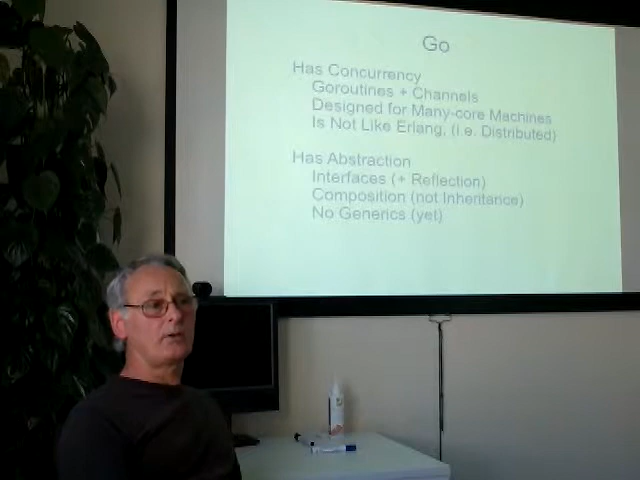 Go
Has Concurrency
Goroutines + Channels
Designed for Many-core Machines
Is Not Like Erlang, (i.e. Distributed)
Has Abstraction
Interfaces (+ Reflection)
Composition (not Inheritance)
No Generics (yet)